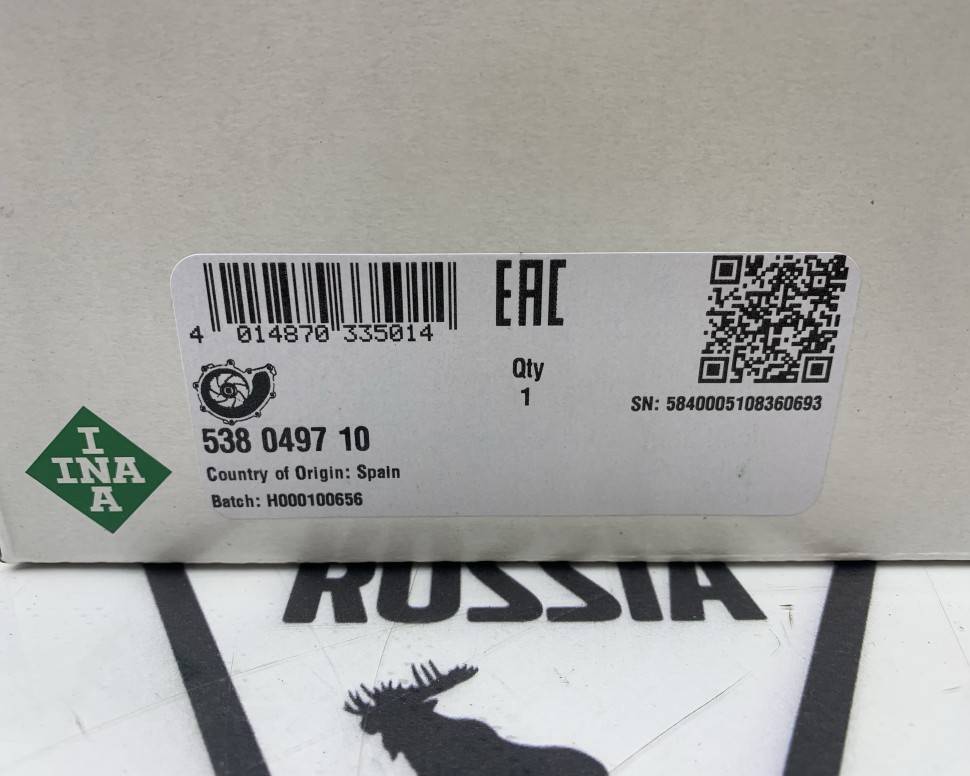 4 014870 335014
EAC
Qty
1
SN: 5840005108360693
538 0497 10
Country of Origin: Spain
Batch: H000100656
I
INA
A
RUSSIA